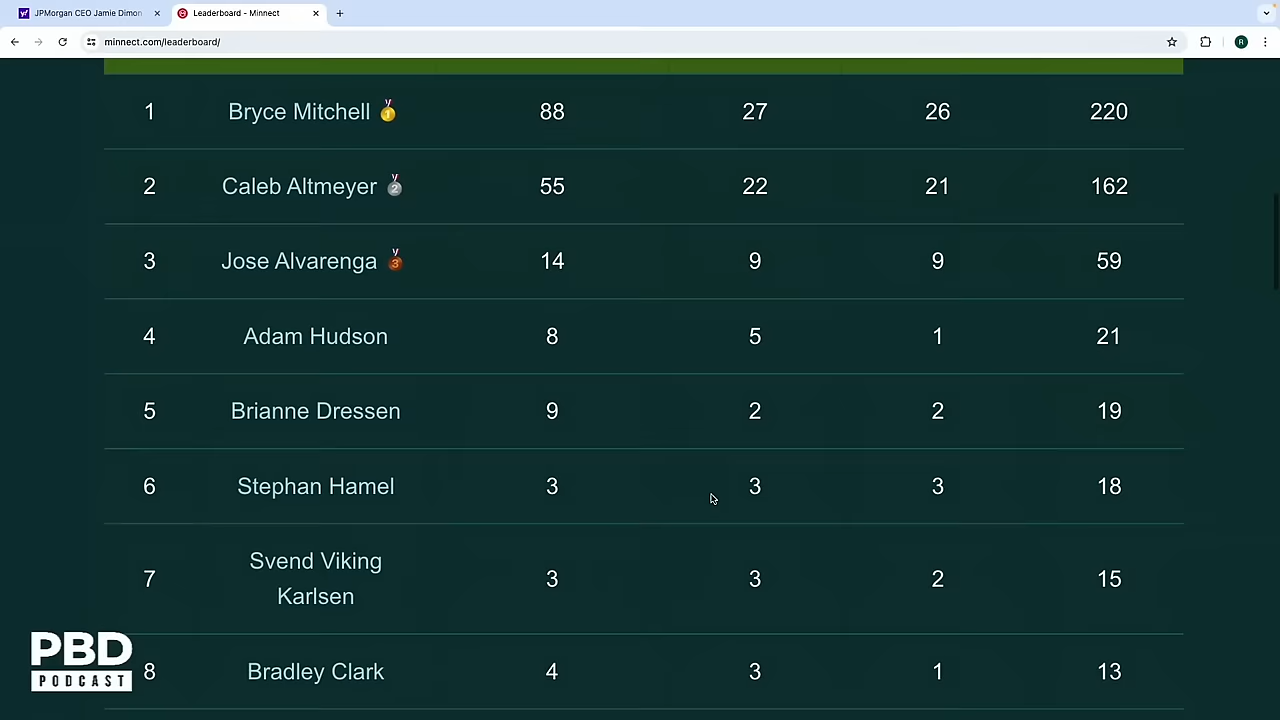 JPMorgan CEO Jamie Dimon
Leaderboard - Minnect
minnect.com/leaderboard/
R
1 Bryce Mitchell 🥇 88 27 26 220
2 Caleb Altmeyer 🥈 55 22 21 162
3 Jose Alvarenga 🥉 14 9 9 59
4 Adam Hudson 8 5 1 21
5 Brianne Dressen 9 2 2 19
6 Stephan Hamel 3 3 3 18
7 Svend Viking Karlsen 3 3 2 15
8 Bradley Clark 4 3 1 13
PBD
PODCAST